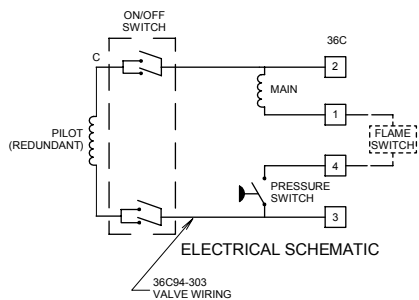 ON/OFF
SWITCH
36C
C
2
MAIN
1
PILOT
(REDUNDANT)
FLAME
SWITCH
4
PRESSURE
SWITCH
3
ELECTRICAL SCHEMATIC
36C94-303
VALVE WIRING